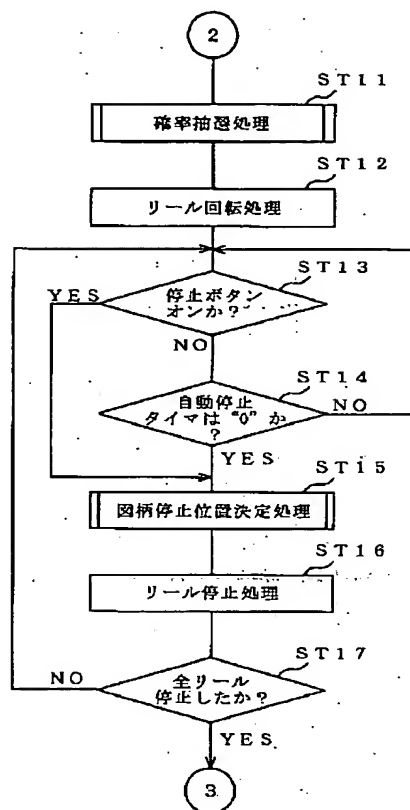 2
ST11
確率抽選処理
ST12
リール回転処理
ST13
停止ボタン
オンか?
YES
NO
ST14
自動停止
タイマは"0"か
?
NO
YES
ST15
図柄停止位置決定処理
ST16
リール停止処理
ST17
全リール
停止したか?
NO
YES
3